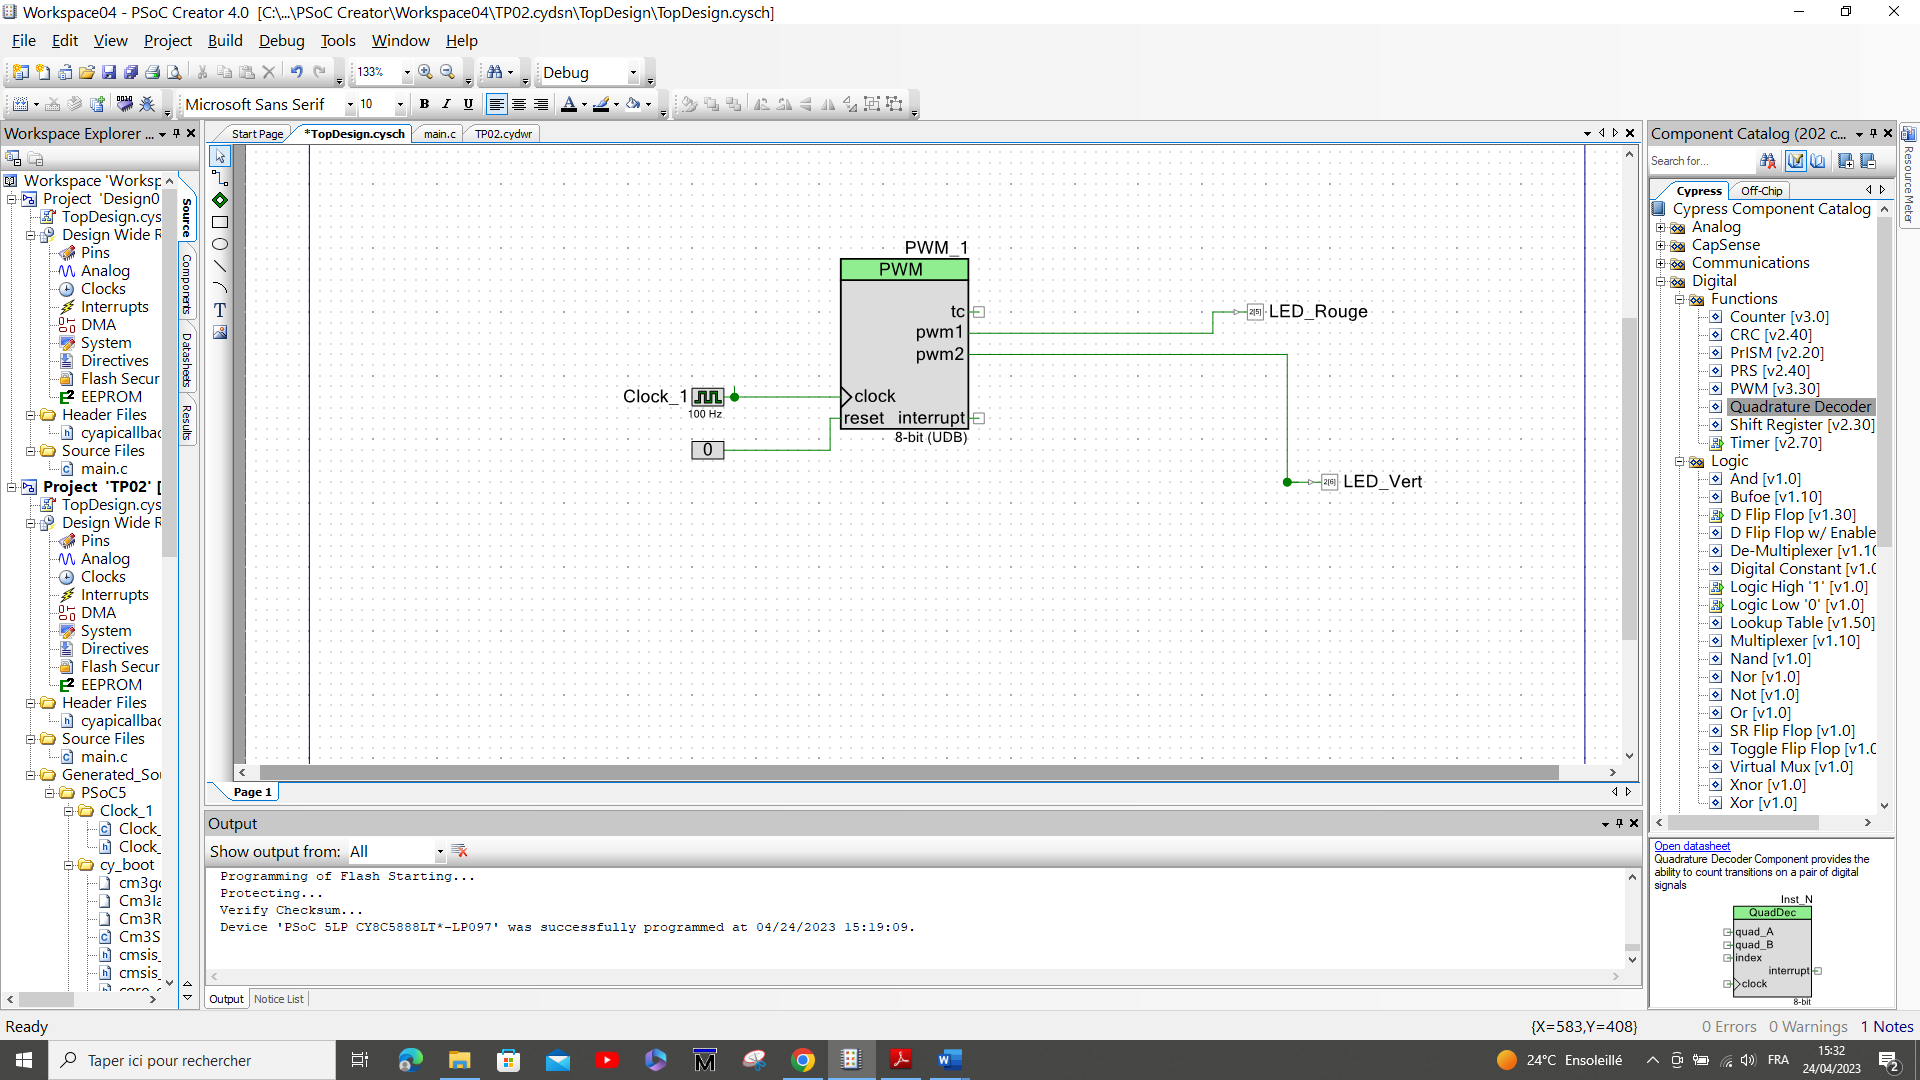 Workspace04 - PSoC Creator 4.0 [C:\...\PSoC Creator\Workspace04\TP02.cydsn\TopDesign\TopDesign.cysch]
File Edit View Project Build Debug Tools Window Help
133% Debug
Microsoft Sans Serif 10 B I U A
Workspace Explorer ...
Workspace 'Worksp
Project 'Design0
TopDesign.cys
Design Wide R
Pins
Analog
Clocks
Interrupts
DMA
System
Directives
Flash Secur
EEPROM
Header Files
cyapicallbac
Source Files
main.c
Project 'TP02' [
TopDesign.cys
Design Wide R
Pins
Analog
Clocks
Interrupts
DMA
System
Directives
Flash Secur
EEPROM
Header Files
cyapicallbac
Source Files
main.c
Generated_Sou
PSoC5
Clock_1
Clock_
Clock_
cy_boot
cm3gc
Cm3Ia
Cm3R
Cm3S
cmsis_
cmsis_
Source
Components
Datasheets
Results
Start Page *TopDesign.cysch main.c TP02.cydwr
T
PWM_1
PWM
tc
pwm1
pwm2
clock
reset interrupt
8-bit (UDB)
Clock_1
100 Hz
0
2[5] LED_Rouge
2[6] LED_Vert
Page 1
Output
Show output from: All
Programming of Flash Starting...
Protecting...
Verify Checksum...
Device 'PSoC 5LP CY8C5888LT*-LP097' was successfully programmed at 04/24/2023 15:19:09.
Output Notice List
Component Catalog (202 c...
Search for...
Cypress Off-Chip
Cypress Component Catalog
Analog
CapSense
Communications
Digital
Functions
Counter [v3.0]
CRC [v2.40]
PrISM [v2.20]
PRS [v2.40]
PWM [v3.30]
Quadrature Decoder
Shift Register [v2.30]
Timer [v2.70]
Logic
And [v1.0]
Bufoe [v1.10]
D Flip Flop [v1.30]
D Flip Flop w/ Enable
De-Multiplexer [v1.10
Digital Constant [v1.0
Logic High '1' [v1.0]
Logic Low '0' [v1.0]
Lookup Table [v1.50]
Multiplexer [v1.10]
Nand [v1.0]
Nor [v1.0]
Not [v1.0]
Or [v1.0]
SR Flip Flop [v1.0]
Toggle Flip Flop [v1.0
Virtual Mux [v1.0]
Xnor [v1.0]
Xor [v1.0]
Open datasheet
Quadrature Decoder Component provides the
ability to count transitions on a pair of digital
signals
Inst_N
QuadDec
quad_A
quad_B
index
interrupt
clock
8-bit
Resource Meter
Ready {X=583,Y=408} 0 Errors 0 Warnings 1 Notes
Taper ici pour rechercher
24°C Ensoleillé
FRA
15:32
24/04/2023
2